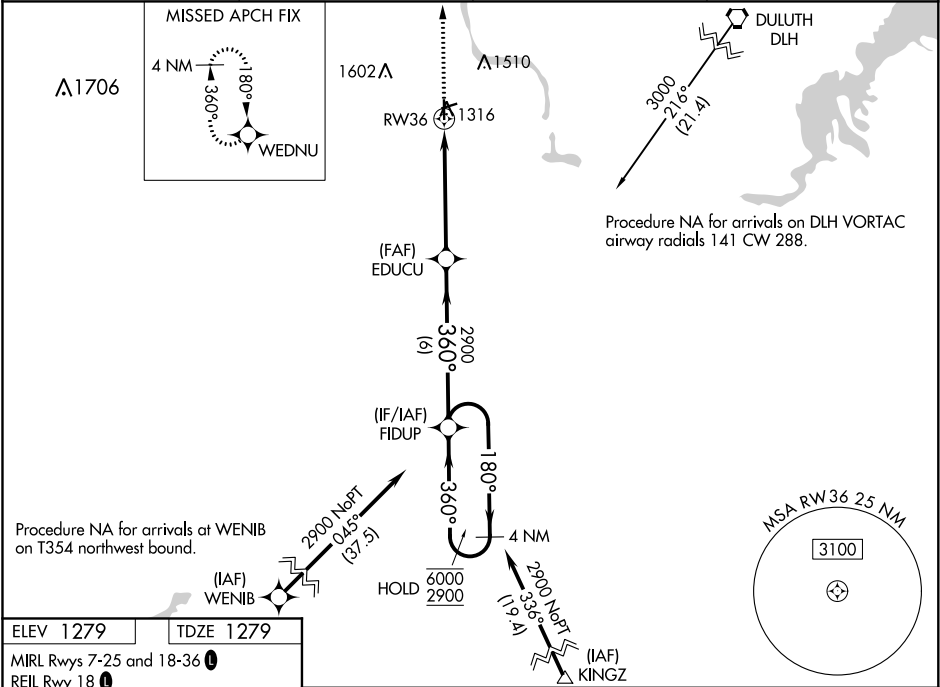 MISSED APCH FIX
4 NM
180°
360°
WEDNU
1706
1602
1510
RW36
1316
DULUTH
DLH
3000
216°
(21.4)
Procedure NA for arrivals on DLH VORTAC
airway radials 141 CW 288.
(FAF)
EDUCU
2900
360°
(6)
(IF/IAF)
FIDUP
180°
360°
4 NM
HOLD
6000
2900
2900 NoPT
045°
(37.5)
Procedure NA for arrivals at WENIB
on T354 northwest bound.
(IAF)
WENIB
2900 NoPT
336°
(19.4)
(IAF)
KINGZ
MSA RW36 25 NM
3100
ELEV 1279
TDZE 1279
MIRL Rwys 7-25 and 18-36 L
REIL Rwy 18 L